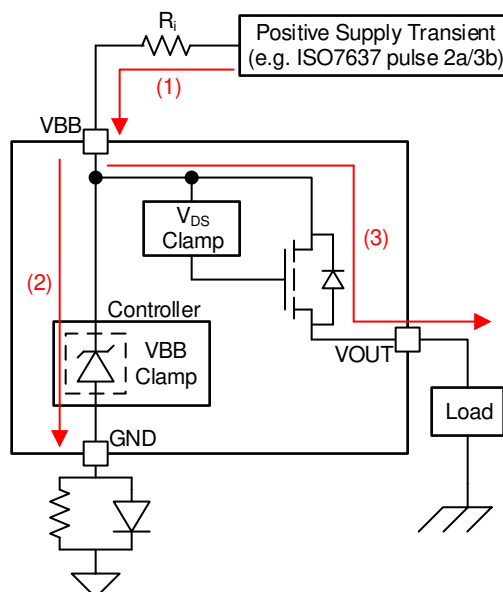 Ri
Positive Supply Transient
(e.g. ISO7637 pulse 2a/3b)
(1)
VBB
VDS
Clamp
(3)
(2)
Controller
VBB
Clamp
VOUT
Load
GND